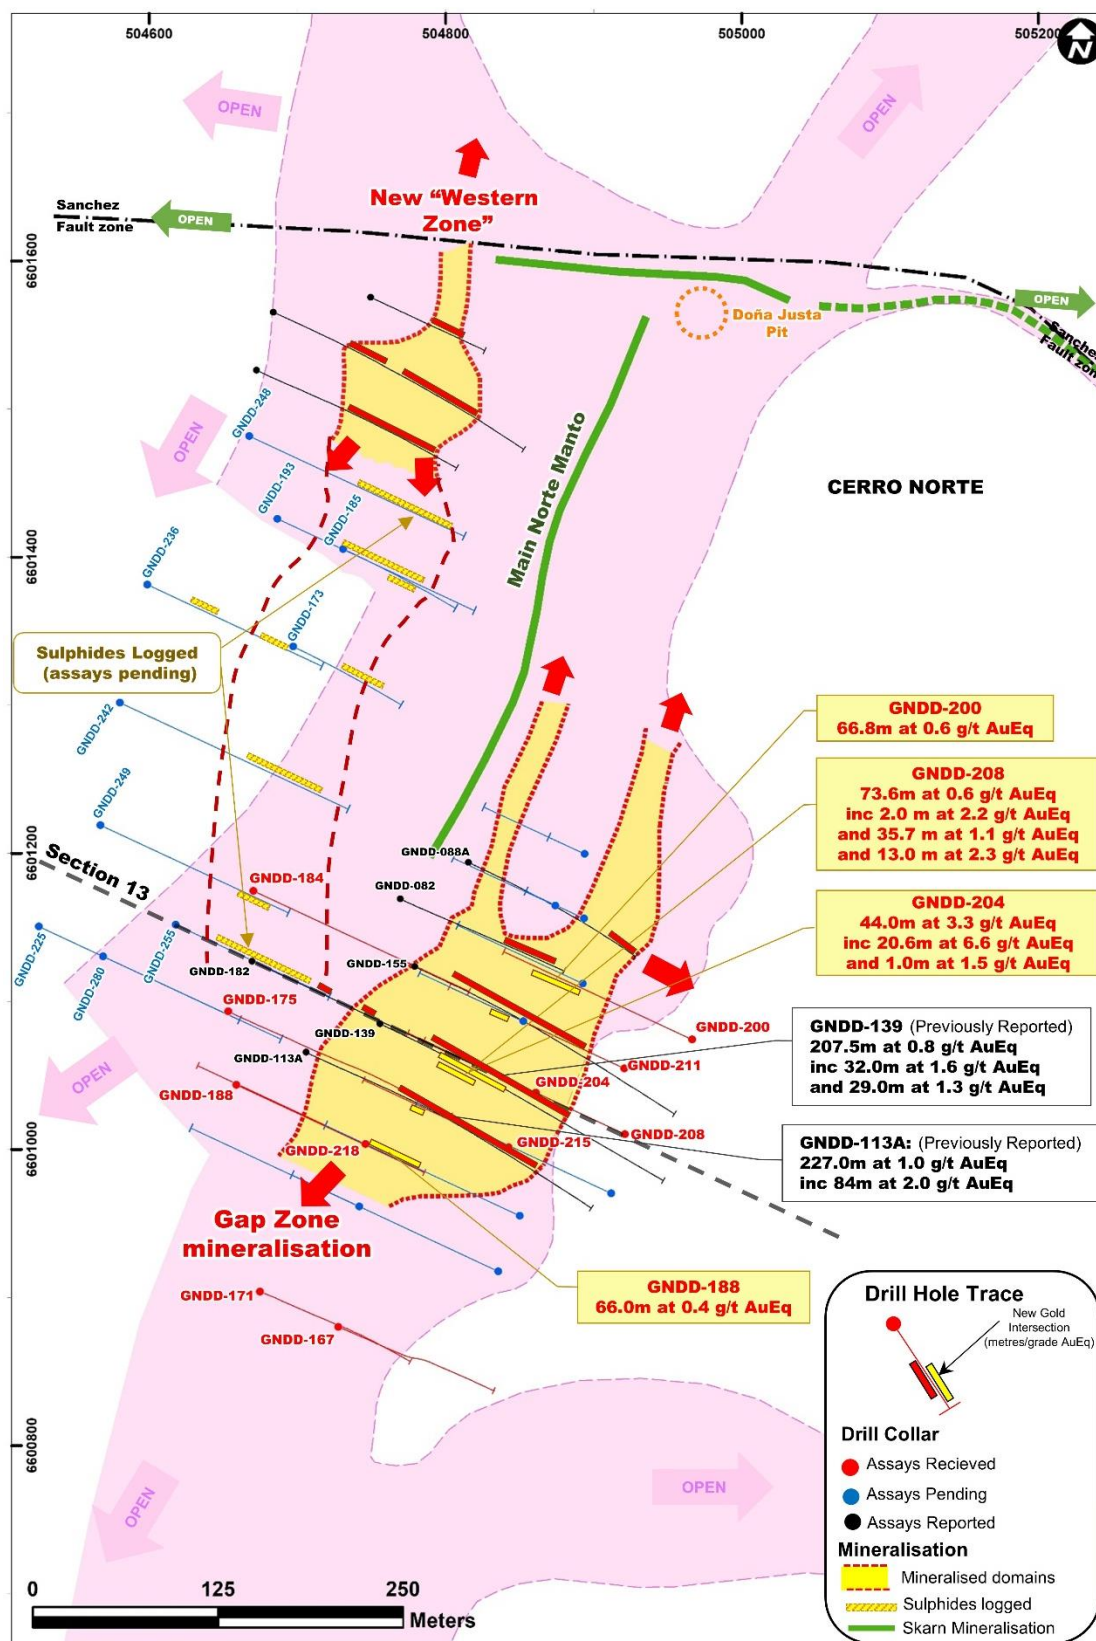 504600
504800
505000
505200
N
OPEN
OPEN
New “Western
Zone”
Sanchez
Fault zone
OPEN
6601600
OPEN
Doña Justa
Pit
Sanchez
Fault zone
GNDD-248
OPEN
GNDD-193
GNDD-185
Main Norte Manto
CERRO NORTE
6601400
GNDD-236
GNDD-173
Sulphides Logged
(assays pending)
GNDD-242
GNDD-200
66.8m at 0.6 g/t AuEq
GNDD-249
GNDD-208
73.6m at 0.6 g/t AuEq
inc 2.0 m at 2.2 g/t AuEq
and 35.7 m at 1.1 g/t AuEq
and 13.0 m at 2.3 g/t AuEq
6601200
Section 13
GNDD-088A
GNDD-184
GNDD-082
GNDD-204
44.0m at 3.3 g/t AuEq
inc 20.6m at 6.6 g/t AuEq
and 1.0m at 1.5 g/t AuEq
GNDD-225
GNDD-280
GNDD-255
GNDD-182
GNDD-155
GNDD-175
GNDD-139
GNDD-200
GNDD-139 (Previously Reported)
207.5m at 0.8 g/t AuEq
inc 32.0m at 1.6 g/t AuEq
and 29.0m at 1.3 g/t AuEq
GNDD-113A
GNDD-211
OPEN
GNDD-188
GNDD-204
GNDD-208
GNDD-113A: (Previously Reported)
227.0m at 1.0 g/t AuEq
inc 84m at 2.0 g/t AuEq
6601000
GNDD-218
GNDD-215
Gap Zone
mineralisation
GNDD-188
66.0m at 0.4 g/t AuEq
GNDD-171
GNDD-167
6600800
OPEN
OPEN
Drill Hole Trace
New Gold
Intersection
(metres/grade AuEq)
Drill Collar
Assays Recieved
Assays Pending
Assays Reported
Mineralisation
Mineralised domains
Sulphides logged
Skarn Mineralisation
0
125
250
Meters